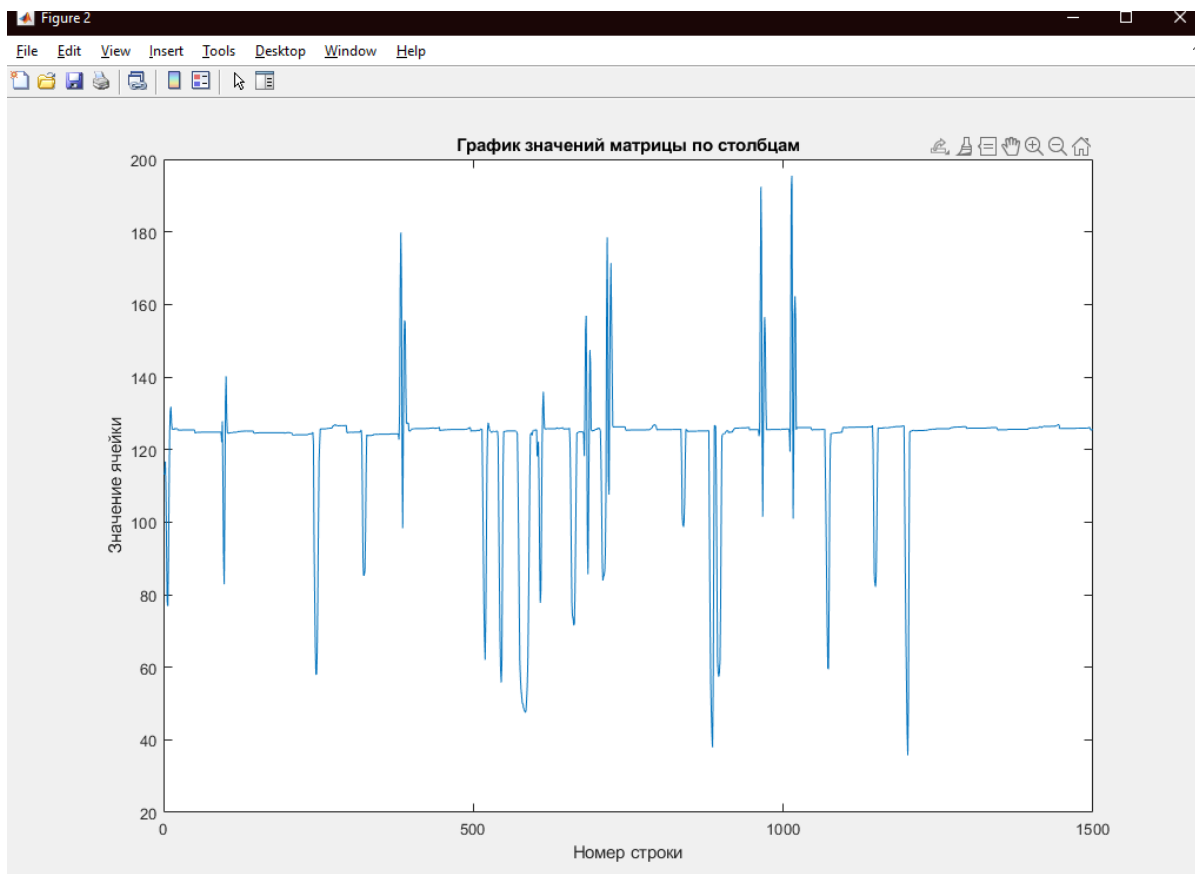 Figure 2
File Edit View Insert Tools Desktop Window Help
График значений матрицы по столбцам
200
180
160
140
120
100
80
60
40
20
Значение ячейки
0 500 1000 1500
Номер строки